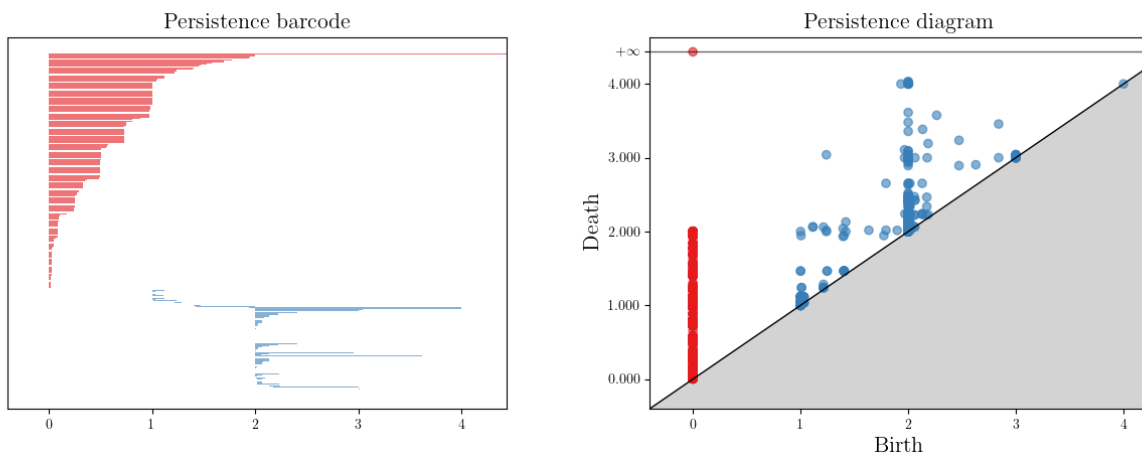 Persistence barcode
0 1 2 3 4
Persistence diagram
+∞
4.000
3.000
2.000
1.000
0.000
Death
0 1 2 3 4
Birth